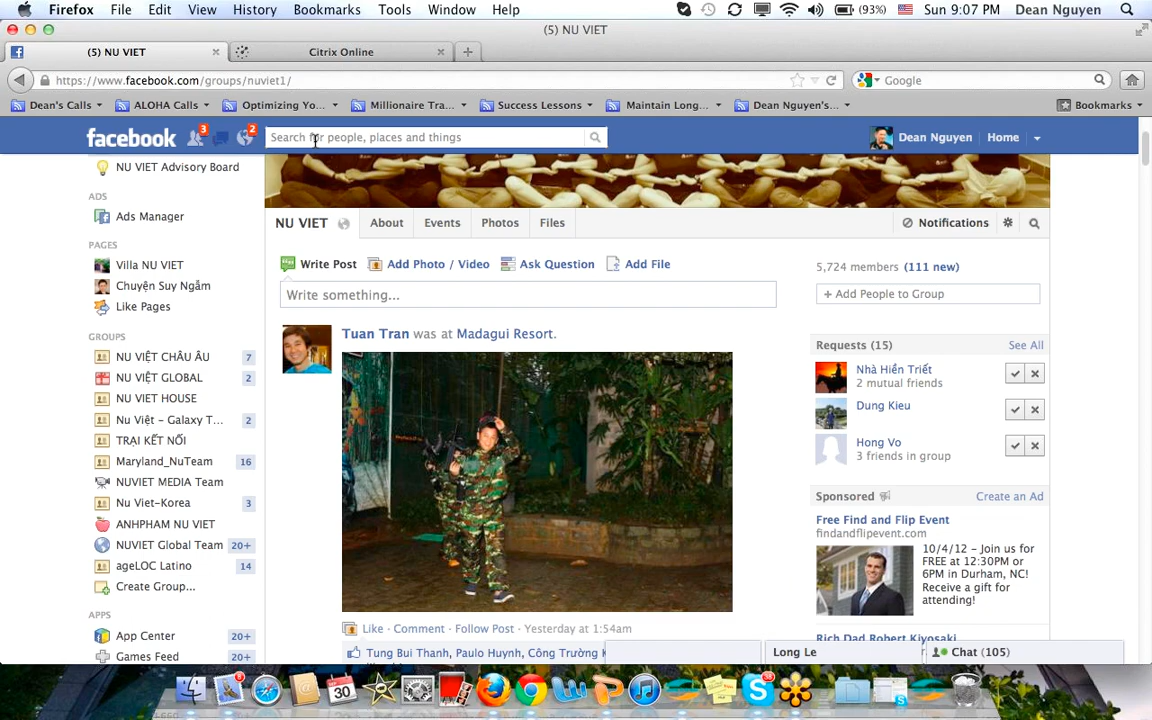 Firefox File Edit View History Bookmarks Tools Window Help (93%) Sun 9:07 PM Dean Nguyen
(5) NU VIET
(5) NU VIET Citrix Online
https://www.facebook.com/groups/nuviet1/ Google
Dean's Calls ALOHA Calls Optimizing Yo... Millionaire Tra... Success Lessons Maintain Long... Dean Nguyen's... Bookmarks
facebook 3 2 Search for people, places and things Dean Nguyen Home
NU VIET Advisory Board
ADS
Ads Manager
PAGES
Villa NU VIET
Chuyện Suy Ngẫm
Like Pages
GROUPS
NU VIỆT CHÂU ÂU 7
NU VIỆT GLOBAL 2
NU VIET HOUSE
Nu Việt - Galaxy T... 2
TRẠI KẾT NỐI
Maryland_NuTeam 16
NUVIET MEDIA Team
Nu Viet-Korea 3
ANHPHAM NU VIET
NUVIET Global Team 20+
ageLOC Latino 14
Create Group...
APPS
App Center 20+
Games Feed 20+
NU VIET About Events Photos Files Notifications
Write Post Add Photo / Video Ask Question Add File
Write something...
Tuan Tran was at Madagui Resort.
Like · Comment · Follow Post · Yesterday at 1:54am
Tung Bui Thanh, Paulo Huynh, Công Trường
5,724 members (111 new)
+ Add People to Group
Requests (15) See All
Nhà Hiền Triết
2 mutual friends
Dung Kieu
Hong Vo
3 friends in group
Sponsored Create an Ad
Free Find and Flip Event
findandflipevent.com
10/4/12 - Join us for
FREE at 12:30PM or
6PM in Durham, NC!
Receive a gift for
attending!
Rich Dad Robert Kiyosaki
Long Le Chat (105)
30